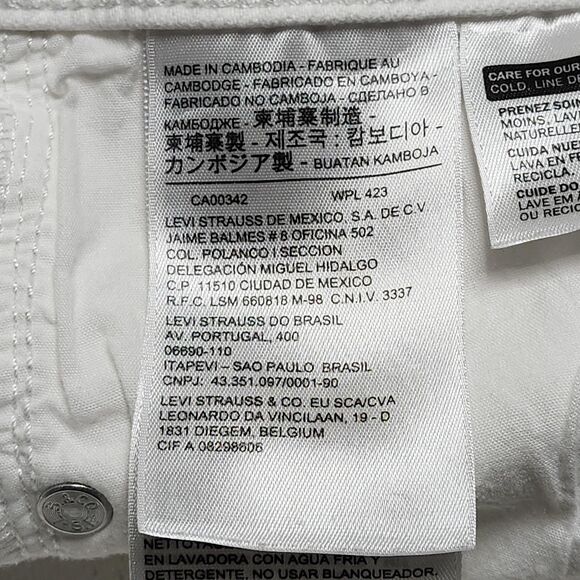 MADE IN CAMBODIA - FABRIQUE AU
CAMBODGE - FABRICADO EN CAMBOYA -
FABRICADO NO CAMBOJA - СДЕЛАНО В
КАМБОДЖЕ - 柬埔寨制造 -
柬埔寨製 - 제조국 : 캄보디아 -
カンボジア製 - BUATAN KAMBOJA
CA00342 WPL 423
LEVI STRAUSS DE MEXICO, S.A. DE C.V
JAIME BALMES # 8 OFICINA 502
COL. POLANCO I SECCION
DELEGACIÓN MIGUEL HIDALGO
C.P. 11510 CIUDAD DE MEXICO
R.F.C. LSM 660818 M-98 C.N.I.V. 3337
LEVI STRAUSS DO BRASIL
AV. PORTUGAL, 400
06690-110
ITAPEVI – SAO PAULO BRASIL
CNPJ: 43.351.097/0001-90
LEVI STRAUSS & CO. EU SCA/CVA
LEONARDO DA VINCILAAN, 19 - D
1831 DIEGEM, BELGIUM
CIF A 08298606
CARE FOR OUR
COLD, LINE D
PRENEZ SOIN
MOINS, LAV
NATURELLE
CUIDA NUE
LAVA EN F
RECICLA.
CUIDE DO
LAVE EM Á
OU RECIC
S & CO
EN LAVADORA CON AGUA FRÍA Y
DETERGENTE, NO USAR BLANQUEADOR